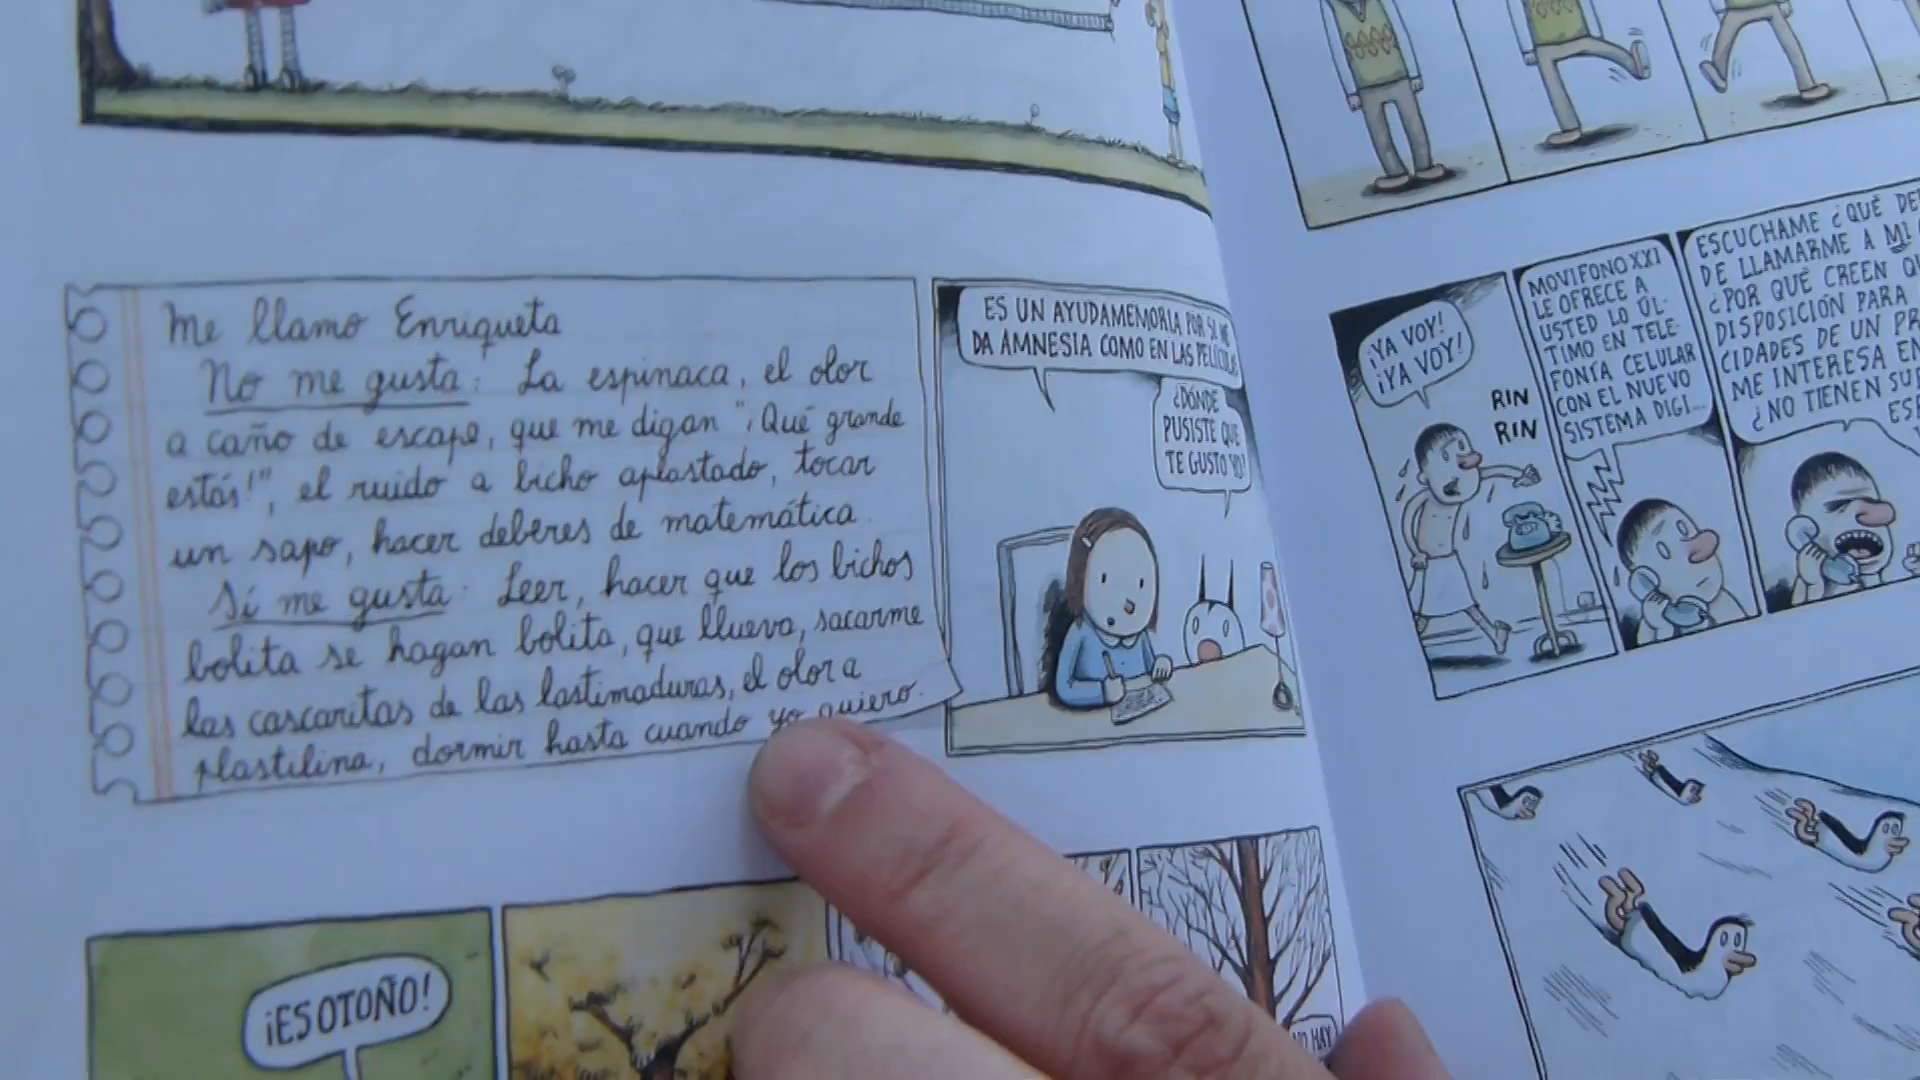 Me llamo Enriqueta
No me gusta: La espinaca, el olor
a caño de escape, que me digan "¡Qué grande
estás!", el ruido a bicho aplastado, tocar
un sapo, hacer deberes de matemática.
Sí me gusta: Leer, hacer que los bichos
bolita se hagan bolita, que llueva, sacarme
las cascaritas de las lastimaduras, el olor a
plastilina, dormir hasta cuando yo quiero.
ES UN AYUDAMEMORIA POR SI ME
DA AMNESIA COMO EN LAS PELÍCULAS
¿DÓNDE
PUSISTE QUE
TE GUSTO YO?
¡ES OTOÑO!
NO HAY
¡YA VOY!
¡YA VOY!
RIN
RIN
MOVIFONO XXI
LE OFRECE A
USTED LO ÚL-
TIMO EN TELE-
FONÍA CELULAR
CON EL NUEVO
SISTEMA DIGI...
ESCUCHAME ¿QUÉ
DE LLAMARME A MI
¿POR QUÉ CREEN
DISPOSICIÓN PARA
CIDADES DE UN
ME INTERESA
¿NO TIENEN